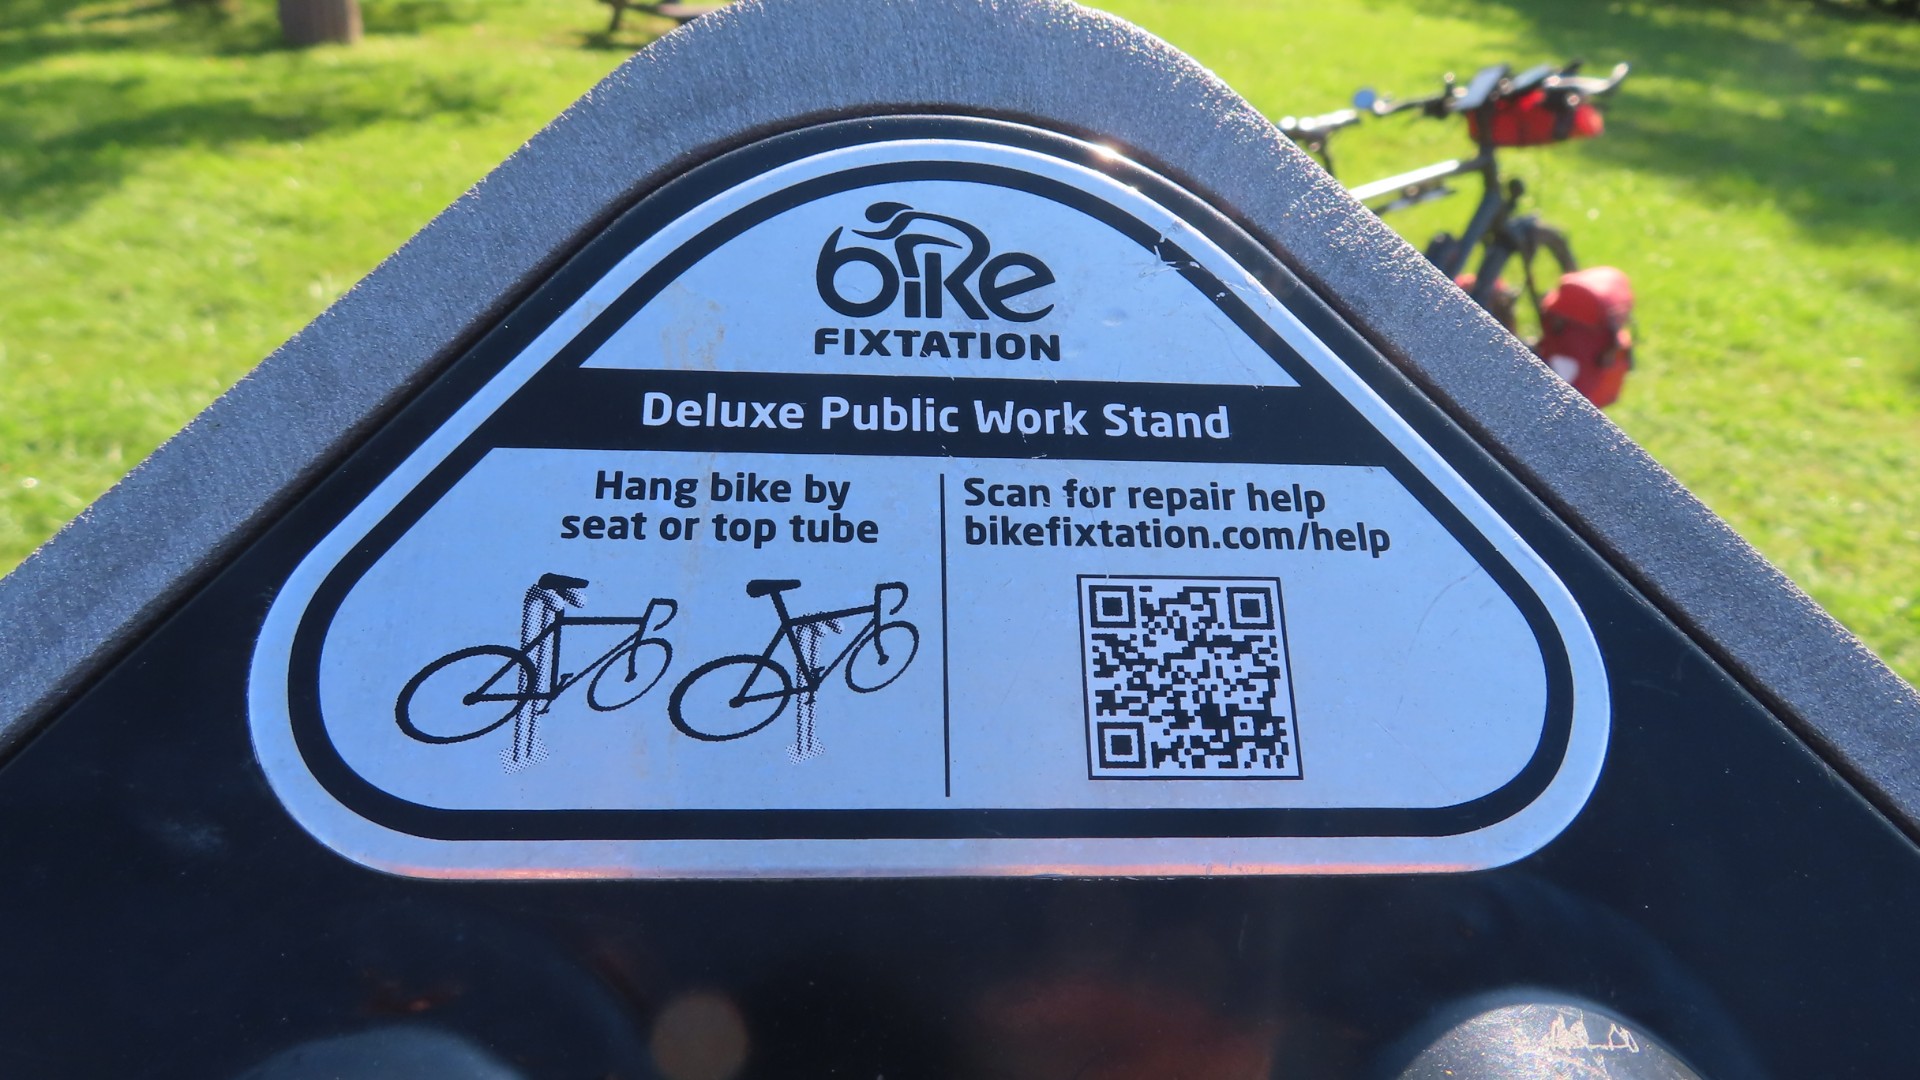 bike
FIXTATION
Deluxe Public Work Stand
Hang bike by
seat or top tube
Scan for repair help
bikefixtation.com/help